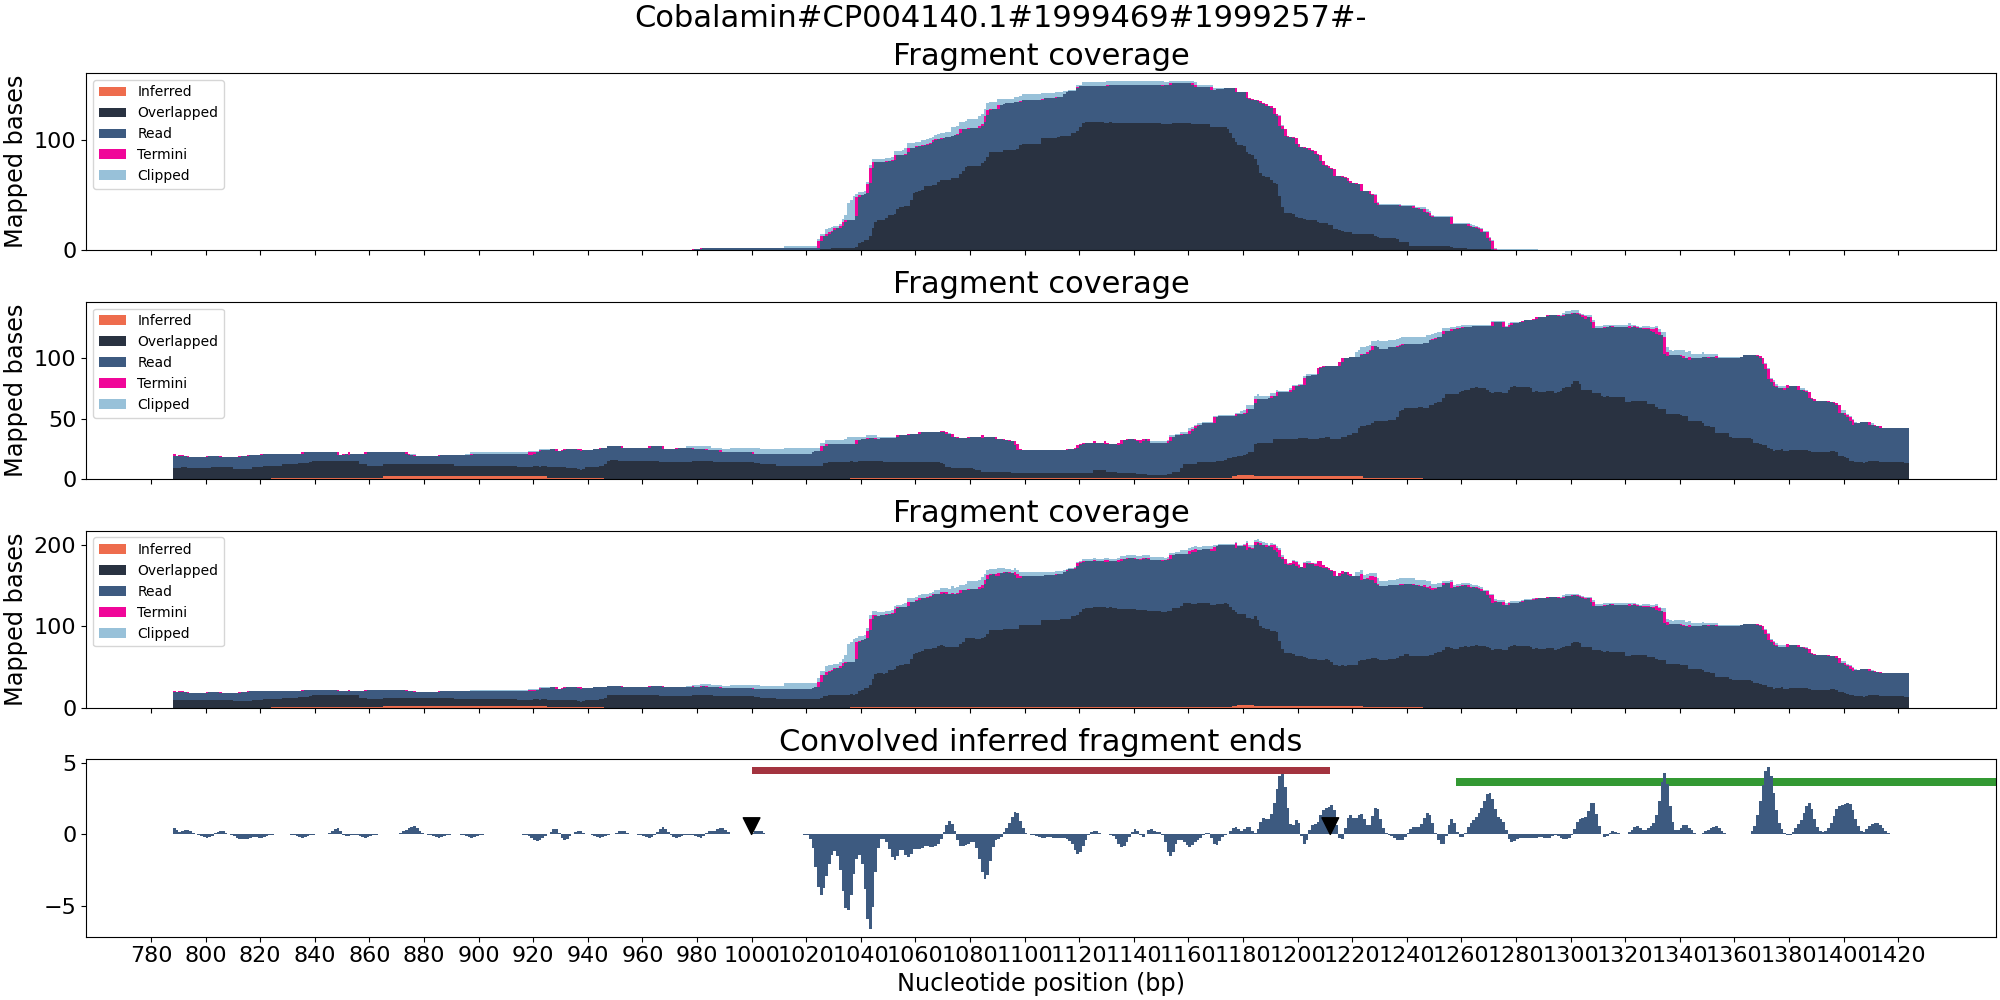 Cobalamin#CP004140.1#1999469#1999257#-
Fragment coverage
Mapped bases
100
0
Inferred
Overlapped
Read
Termini
Clipped
Fragment coverage
Mapped bases
100
50
0
Inferred
Overlapped
Read
Termini
Clipped
Fragment coverage
Mapped bases
200
100
0
Inferred
Overlapped
Read
Termini
Clipped
Convolved inferred fragment ends
5
0
−5
780 800 820 840 860 880 900 920 940 960 980 1000 1020 1040 1060 1080 1100 1120 1140 1160 1180 1200 1220 1240 1260 1280 1300 1320 1340 1360 1380 1400 1420
Nucleotide position (bp)